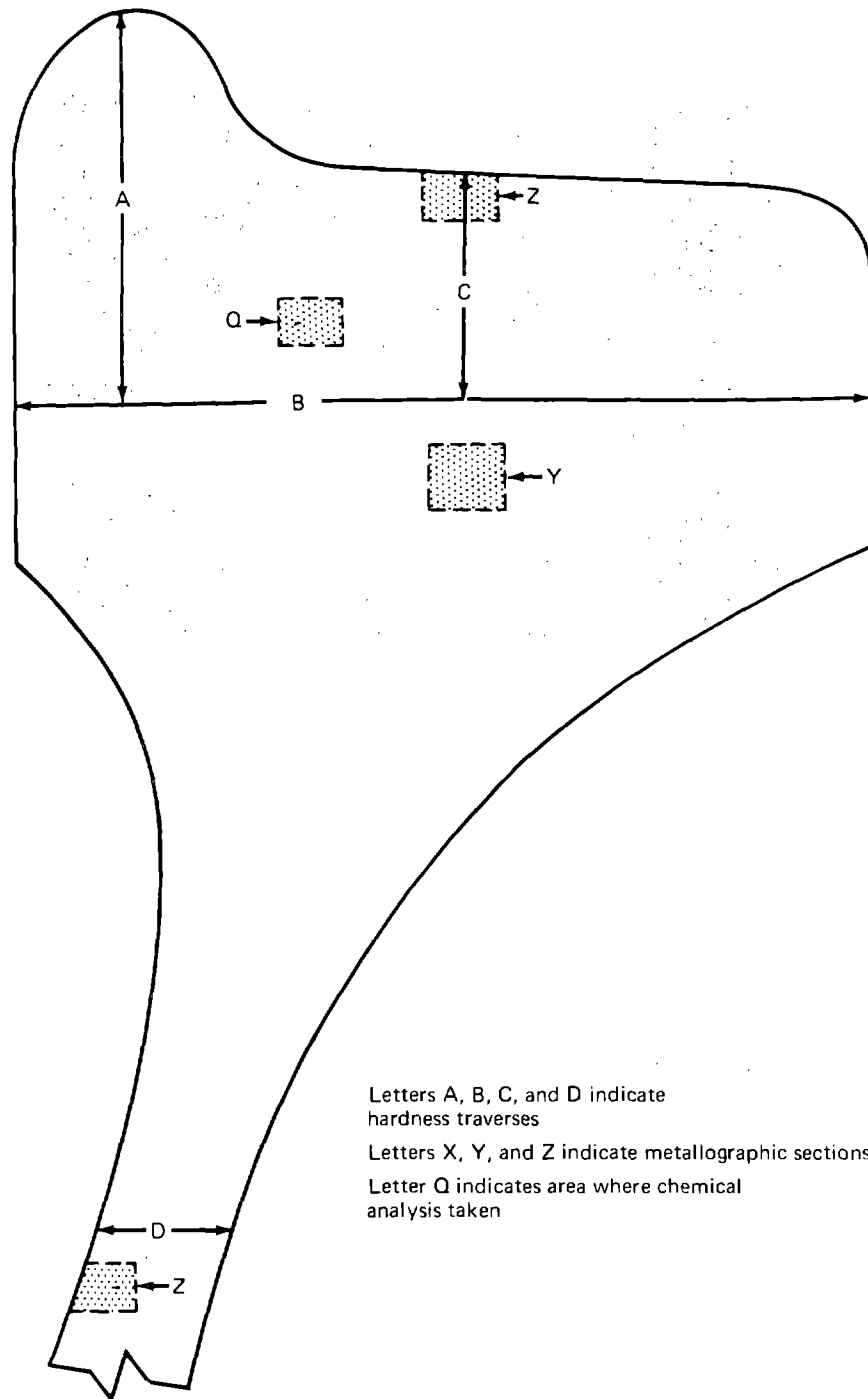 A
Z
C
Q
B
Y
Letters A, B, C, and D indicate
hardness traverses
Letters X, Y, and Z indicate metallographic sections
Letter Q indicates area where chemical
analysis taken
D
Z